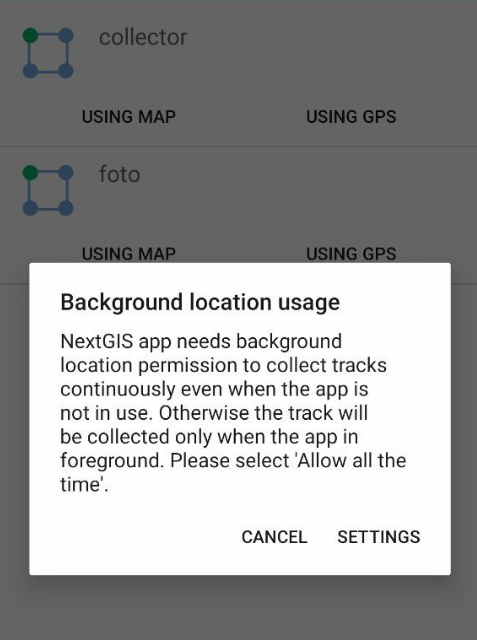 collector
USING MAP USING GPS
foto
USING MAP USING GPS
Background location usage
NextGIS app needs background
location permission to collect tracks
continuously even when the app is
not in use. Otherwise the track will
be collected only when the app in
foreground. Please select 'Allow all the
time'.
CANCEL SETTINGS